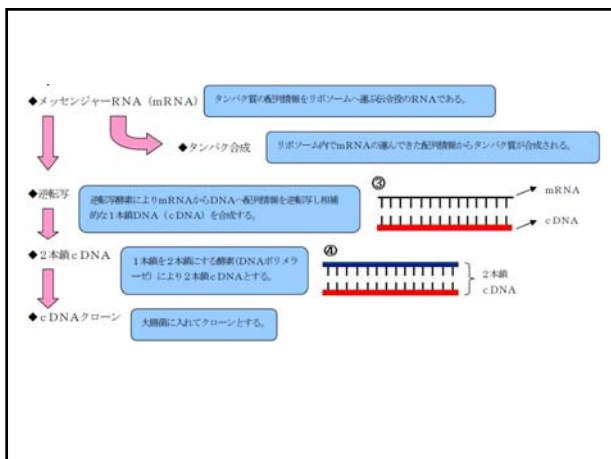 ◆メッセンジャーRNA(mRNA)
タンパク質の配列情報をリボソームへ運ぶ伝令役のRNAである。
◆タンパク合成
リボソーム内でmRNAの運んできた配列情報からタンパク質が合成される。
◆逆転写
逆転写酵素によりmRNAからDNAへ配列情報を逆転写し相補
的な1本鎖DNA(cDNA)を合成する。
③
mRNA
cDNA
◆2本鎖cDNA
1本鎖を2本鎖にする酵素(DNAポリメラ
ーゼ)により2本鎖cDNAとする。
④
2本鎖
cDNA
◆cDNAクローン
大腸菌に入れてクローンとする。